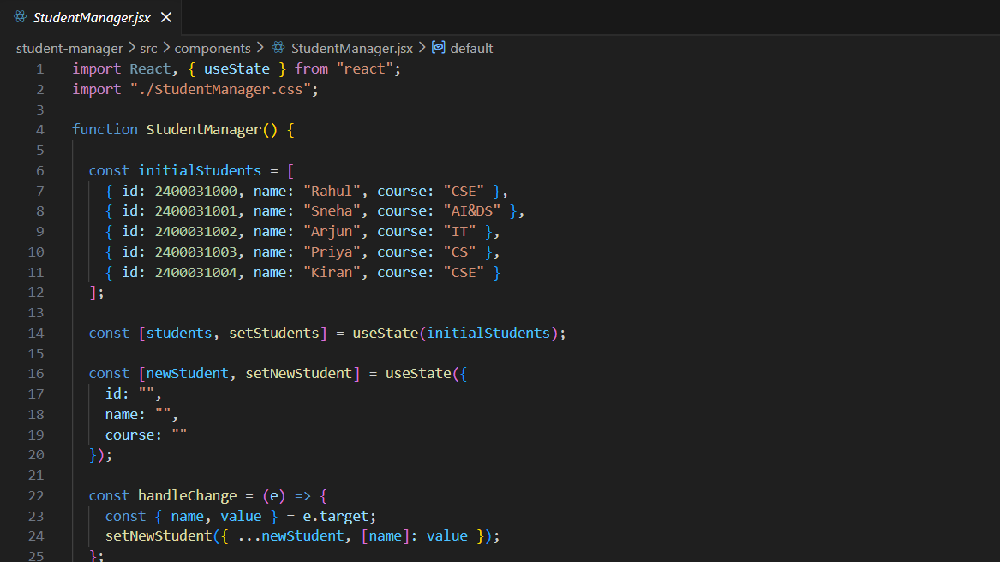 StudentManager.jsx
student-manager > src > components > StudentManager.jsx > default
1 import React, { useState } from "react";
2 import "./StudentManager.css";
3
4 function StudentManager() {
5
6 const initialStudents = [
7 { id: 2400031000, name: "Rahul", course: "CSE" },
8 { id: 2400031001, name: "Sneha", course: "AI&DS" },
9 { id: 2400031002, name: "Arjun", course: "IT" },
10 { id: 2400031003, name: "Priya", course: "CS" },
11 { id: 2400031004, name: "Kiran", course: "CSE" }
12 ];
13
14 const [students, setStudents] = useState(initialStudents);
15
16 const [newStudent, setNewStudent] = useState({
17 id: "",
18 name: "",
19 course: ""
20 });
21
22 const handleChange = (e) => {
23 const { name, value } = e.target;
24 setNewStudent({ ...newStudent, [name]: value });
25 };